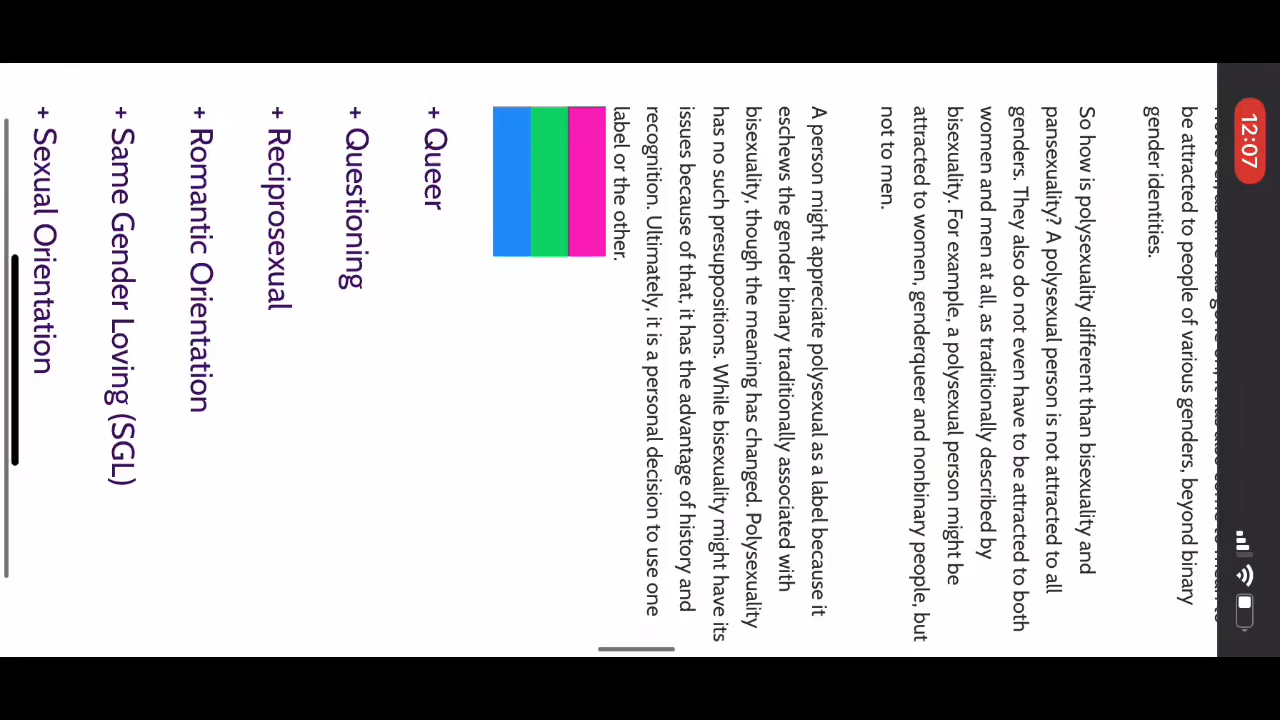 12:07
be attracted to people of various genders, beyond binary
gender identities.
So how is polysexuality different than bisexuality and
pansexuality? A polysexual person is not attracted to all
genders. They also do not even have to be attracted to both
women and men at all, as traditionally described by
bisexuality. For example, a polysexual person might be
attracted to women, genderqueer and nonbinary people, but
not to men.
A person might appreciate polysexual as a label because it
eschews the gender binary traditionally associated with
bisexuality, though the meaning has changed. Polysexuality
has no such presuppositions. While bisexuality might have its
issues because of that, it has the advantage of history and
recognition. Ultimately, it is a personal decision to use one
label or the other.
+ Queer
+ Questioning
+ Reciprosexual
+ Romantic Orientation
+ Same Gender Loving (SGL)
+ Sexual Orientation